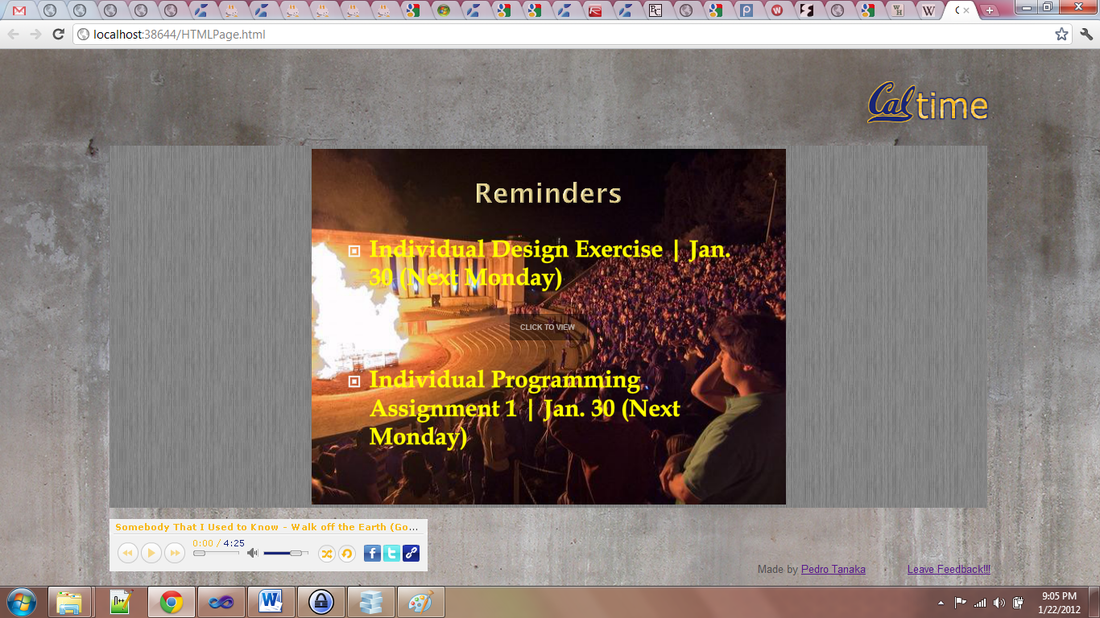 localhost:38644/HTMLPage.html
Cal time
Reminders
Individual Design Exercise | Jan.
30 (Next Monday)
CLICK TO VIEW
Individual Programming
Assignment 1 | Jan. 30 (Next
Monday)
Somebody That I Used to Know - Walk off the Earth (Go...
0:00 / 4:25
Made by Pedro Tanaka
Leave Feedback!!!
9:05 PM
1/22/2012